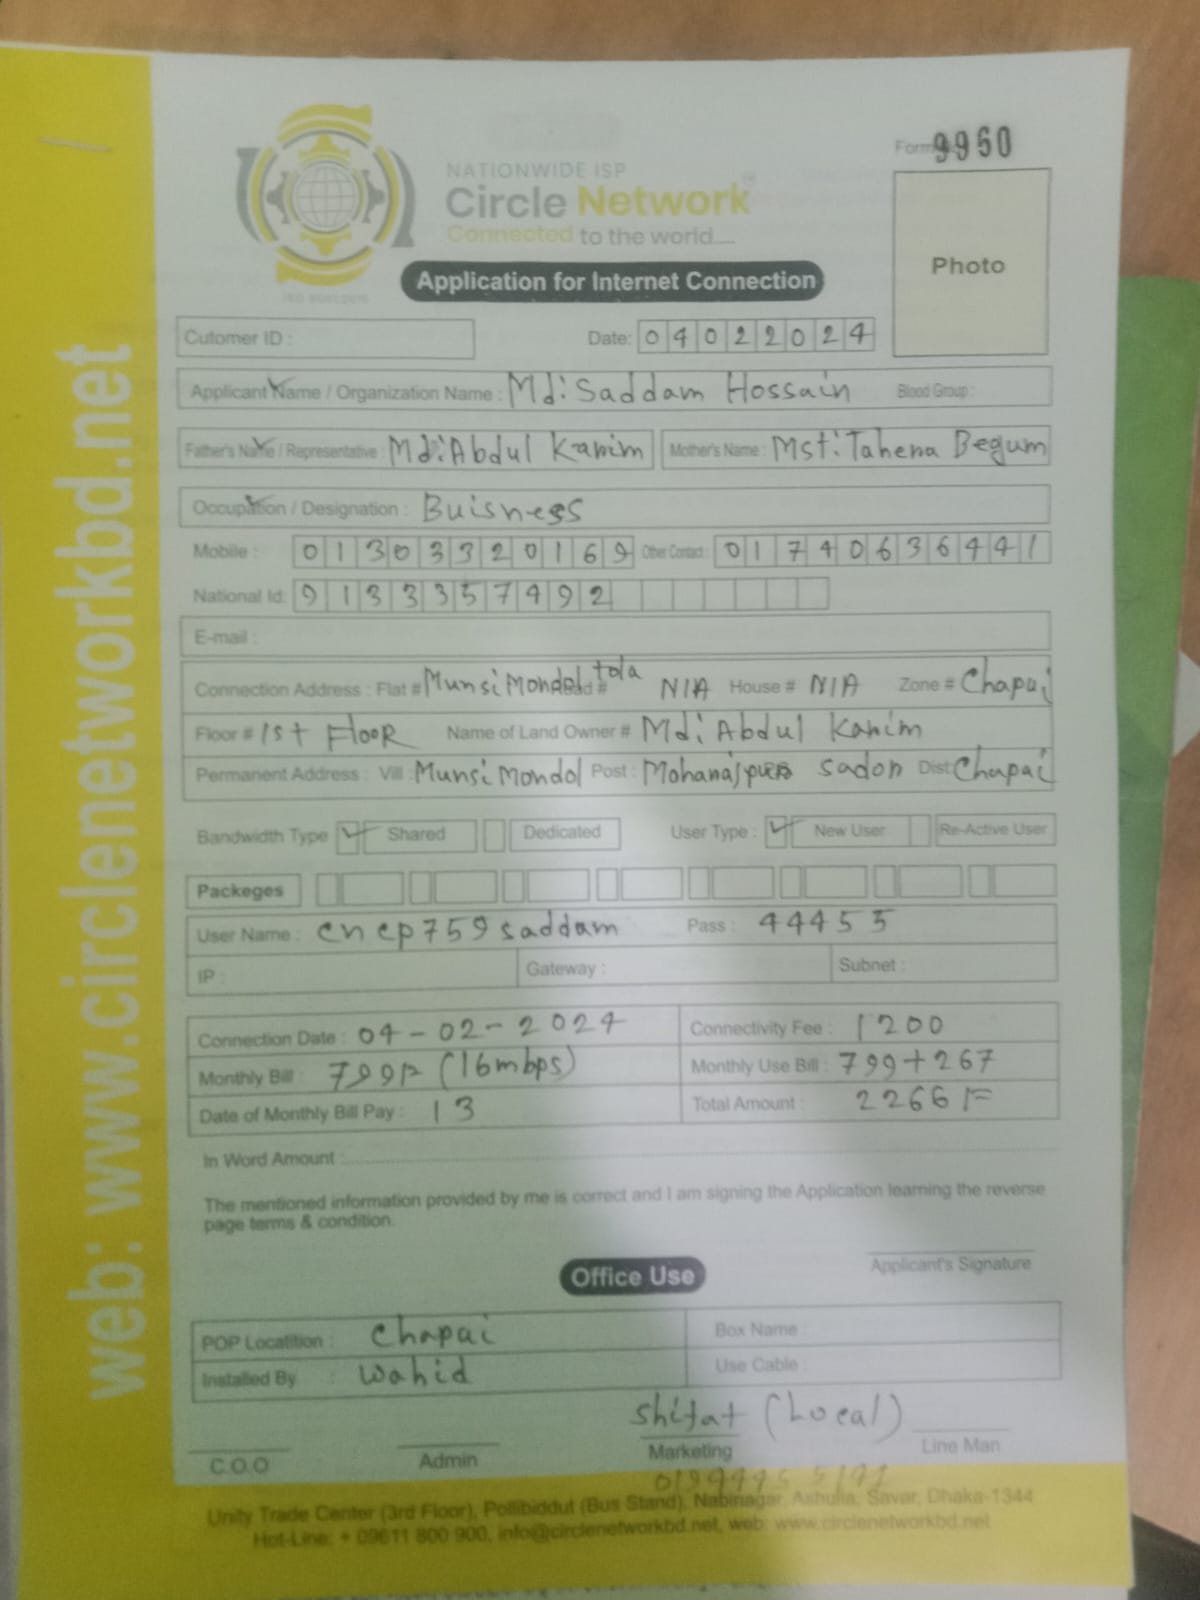 Form 9960
NATIONWIDE ISP
Circle Network
Connected to the world....
Application for Internet Connection
Photo
Cutomer ID :
Date: 04022024
Applicant Name / Organization Name : Md: Saddam Hossain Blood Group :
Father's Name / Representative : Md: Abdul Karim Mother's Name : Mst: Tahera Begum
Occupation / Designation : Buisness
Mobile : 01303320169 Other Contact : 01740636441
National Id: 9133357492
E-mail :
Connection Address : Flat # Munsi Mondol tola N/A House # N/A Zone # Chapai
Floor # 1st Floor Name of Land Owner # Md: Abdul Karim
Permanent Address : Vill : Munsi Mondol Post : Sador Dist Chapai
Bandwidth Type Shared Dedicated User Type : New User Re-Active User
Packeges
User Name : cncp759saddam Pass : 44455
IP : Gateway : Subnet :
Connection Date : 04-02-2024 Connectivity Fee : 1200
Monthly Bill : 799 (16mbps) Monthly Use Bill : 799+267
Date of Monthly Bill Pay : 13 Total Amount : 2266/=
In Word Amount :
The mentioned information provided by me is correct and I am signing the Application learning the reverse
page terms & condition.
Applicant's Signature
Office Use
POP Locatition : Chapai Box Name :
Installed By : Wahid Use Cable :
Shifat (Local)
C.O.O Admin Marketing Line Man
Unity Trade Center (3rd Floor), Pollibiddut (Bus Stand), Nabinagar, Ashulia, Savar, Dhaka-1344
Hot-Line: + 09611 800 900, info@circlenetworkbd.net, web: www.circlenetworkbd.net
web: www.circlenetworkbd.net